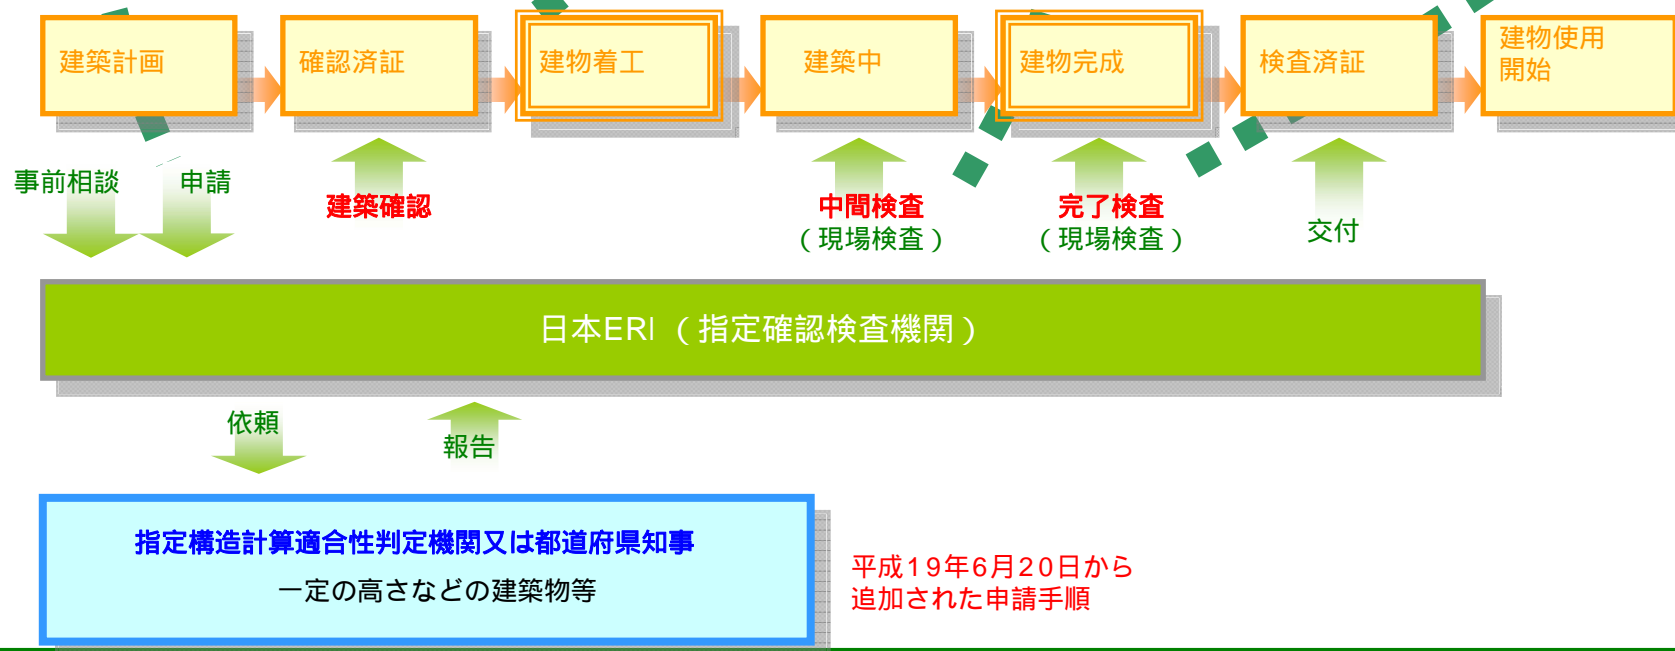 建築計画
確認済証
建物着工
建築中
建物完成
検査済証
建物使用
開始
事前相談
申請
建築確認
中間検査
(現場検査)
完了検査
(現場検査)
交付
日本ERI (指定確認検査機関)
依頼
報告
指定構造計算適合性判定機関又は都道府県知事
一定の高さなどの建築物等
平成19年6月20日から
追加された申請手順